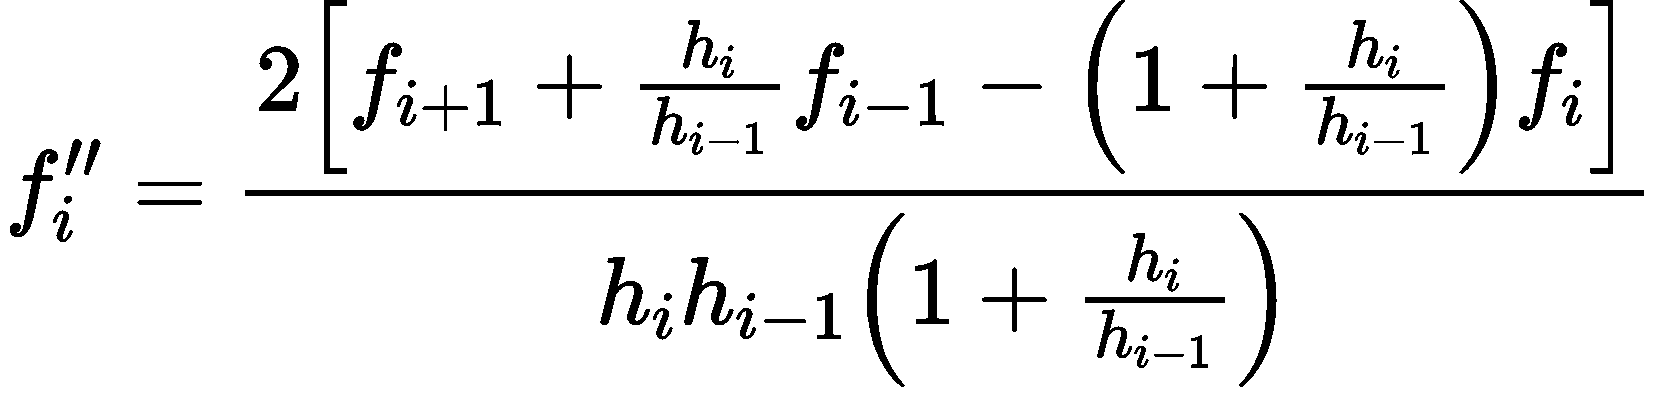 f_i'' = \frac{2\left[f_{i+1} + \frac{h_i}{h_{i-1}} f_{i-1} - \left(1 + \frac{h_i}{h_{i-1}}\right) f_i\right]}{h_i h_{i-1} \left(1 + \frac{h_i}{h_{i-1}}\right)}